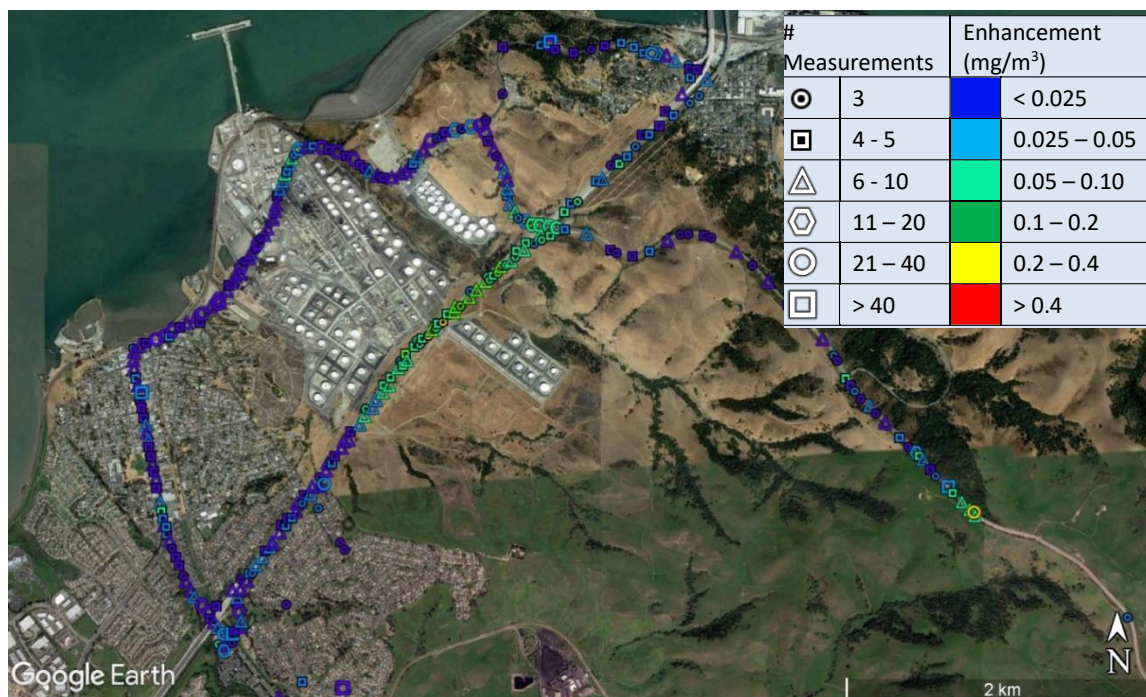 # Measurements Enhancement (mg/m³)
3 < 0.025
4 - 5 0.025 – 0.05
6 - 10 0.05 – 0.10
11 – 20 0.1 – 0.2
21 – 40 0.2 – 0.4
> 40 > 0.4
Google Earth
N
2 km